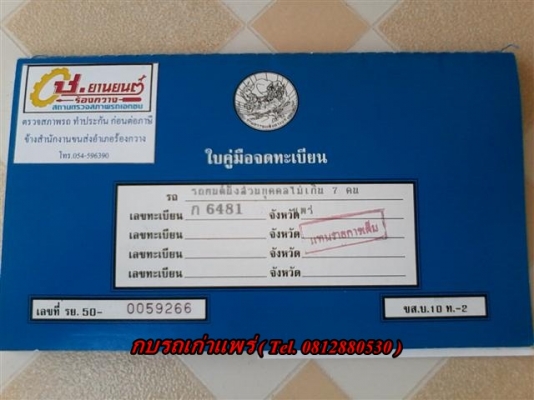 ช.ยานยนต์
ร้องกวาง
สถานตรวจสภาพรถเอกชน
ตรวจสภาพรถ ทำประกัน ก่อนต่อภาษี
ข้างสำนักงานขนส่งอำเภอร้องกวาง
โทร.054-596390
ใบคู่มือจดทะเบียน
รถ รถยนต์นั่งส่วนบุคคลไม่เกิน 7 คน
เลขทะเบียน ก 6481 จังหวัด แพร่
เลขทะเบียน จังหวัด
เลขทะเบียน จังหวัด
เลขทะเบียน จังหวัด
แทนรายการเดิม
เลขที่ รย. 50- 0059266
ขส.บ.10 ท.-2
กบรถเก่าแพร่ ( Tel. 0812880530 )